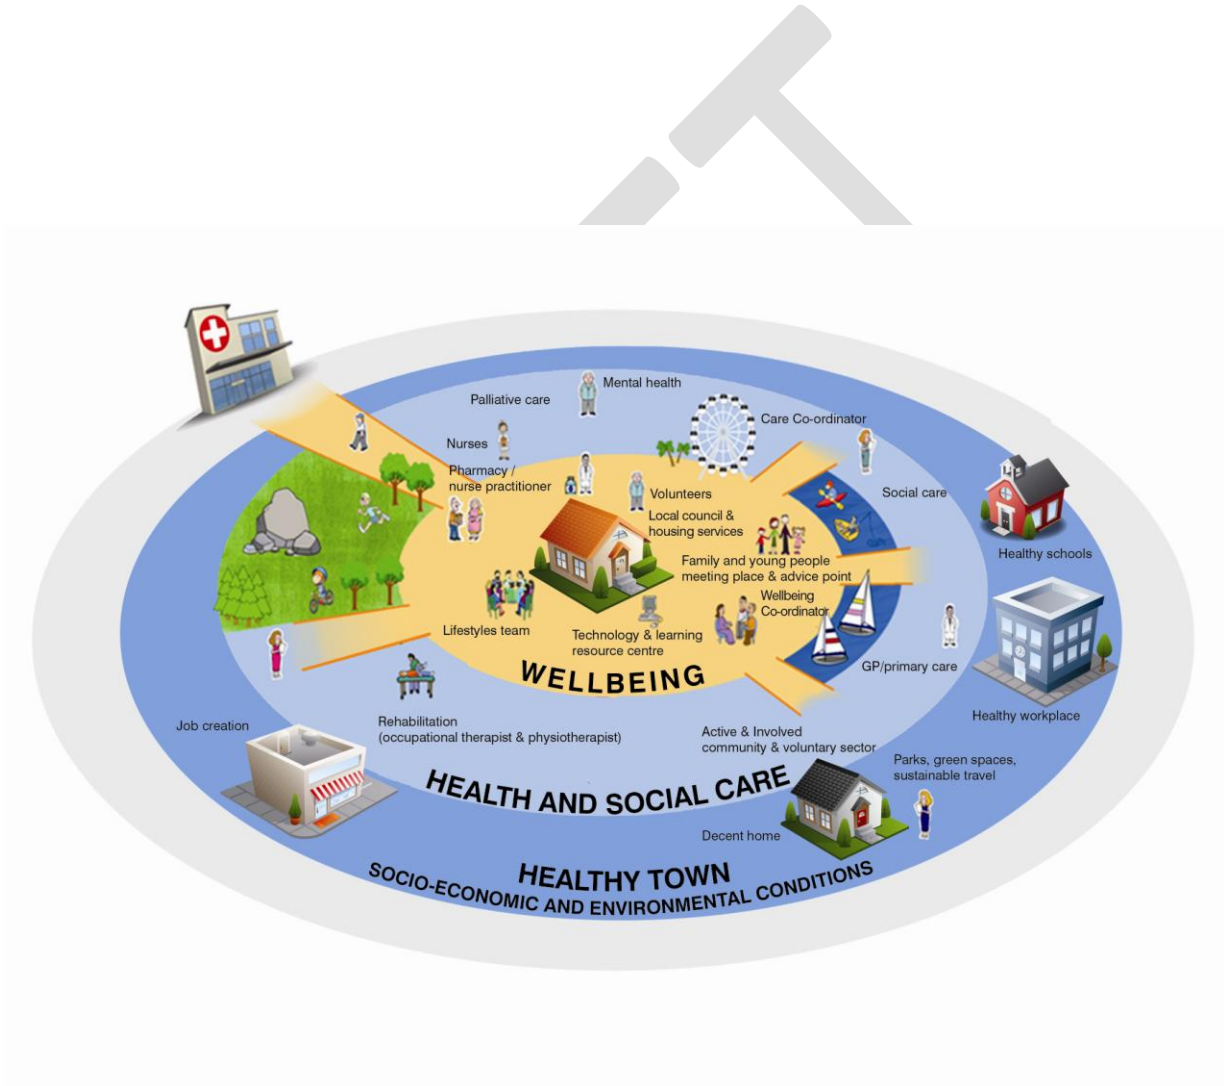 Mental health
Palliative care
Care Co-ordinator
Nurses
Pharmacy /
nurse practitioner
Volunteers
Social care
Local council &
housing services
Healthy schools
Family and young people
meeting place & advice point
Wellbeing
Co-ordinator
Lifestyles team
Technology & learning
resource centre
GP/primary care
WELLBEING
Healthy workplace
Job creation
Rehabilitation
(occupational therapist & physiotherapist)
Active & Involved
community & voluntary sector
Parks, green spaces,
sustainable travel
HEALTH AND SOCIAL CARE
Decent home
HEALTHY TOWN
SOCIO-ECONOMIC AND ENVIRONMENTAL CONDITIONS